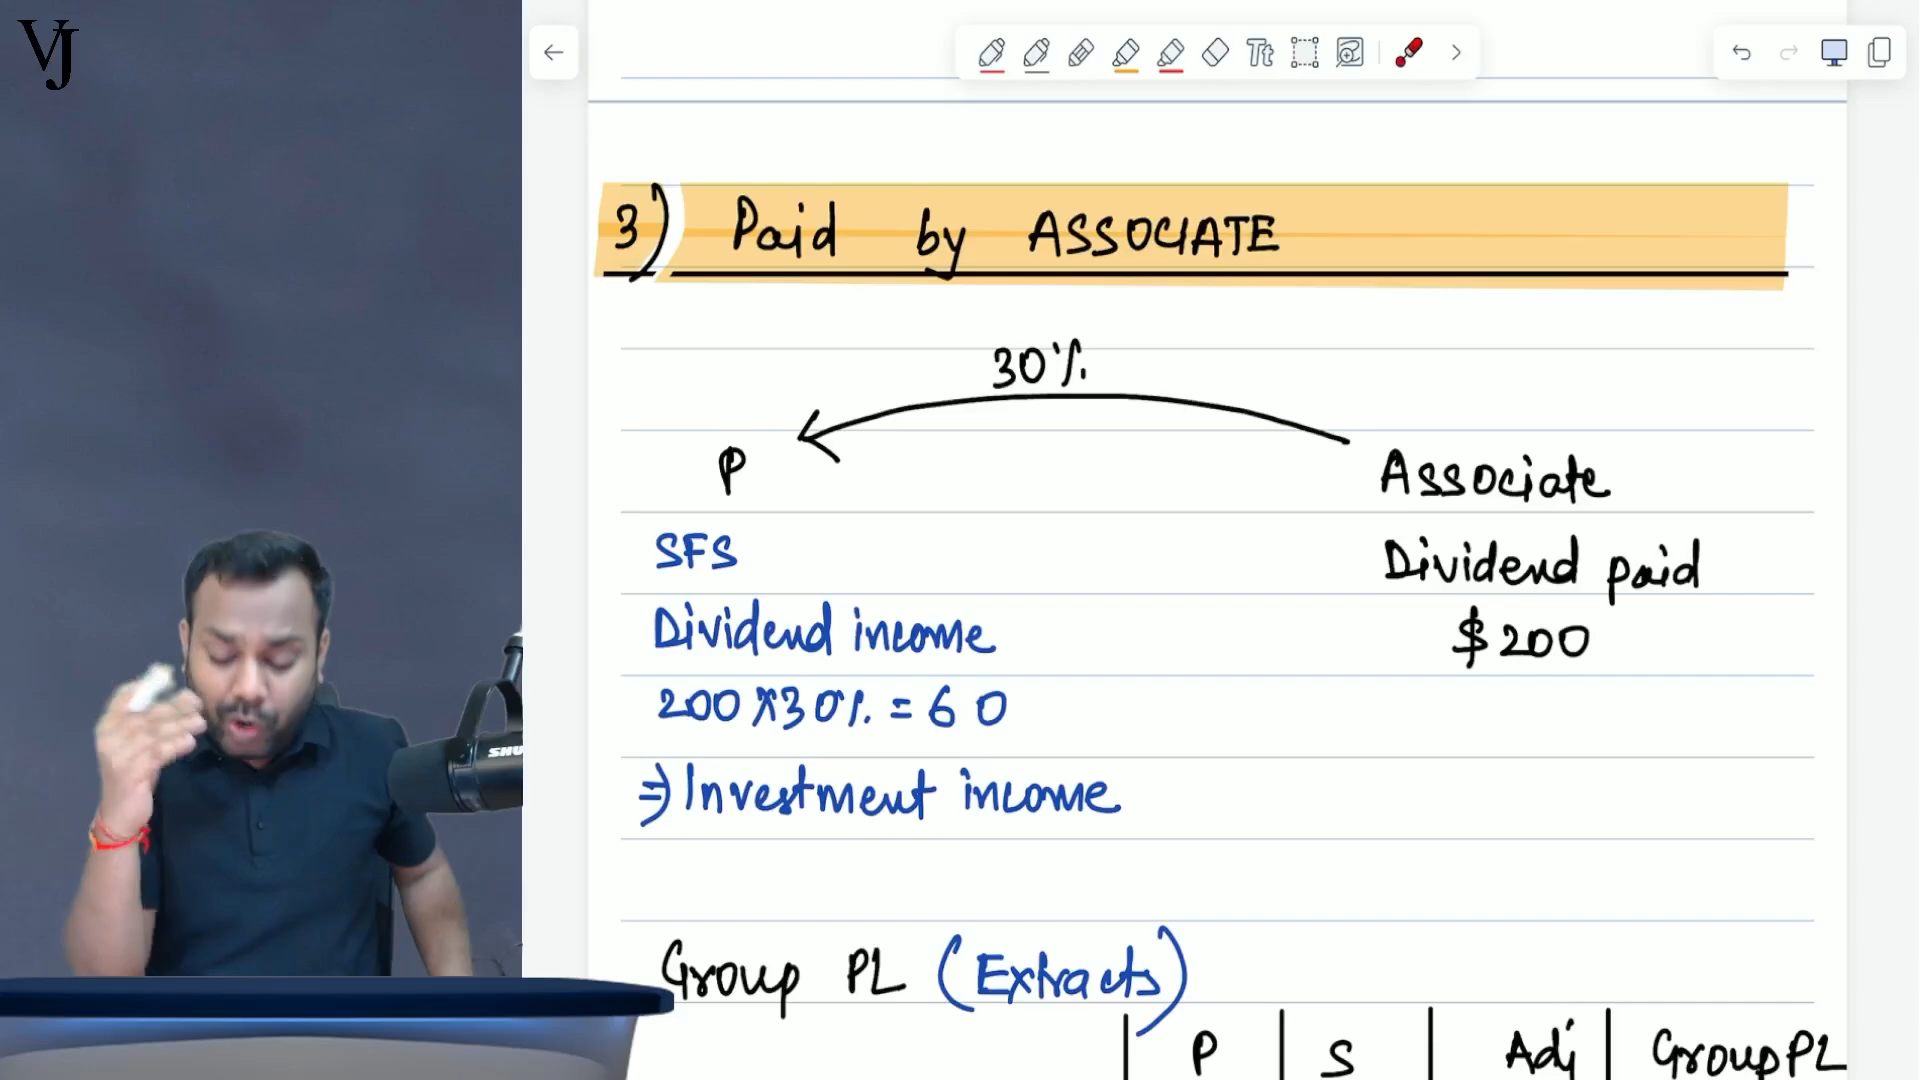 VJ
3) Paid by ASSOCIATE
30%
P
Associate
SFS
Dividend paid
Dividend income
$200
200 x 30% = 60
⇒ Investment income
SHU
Group PL (Extracts)
P | S | Adj | Group PL
Tt